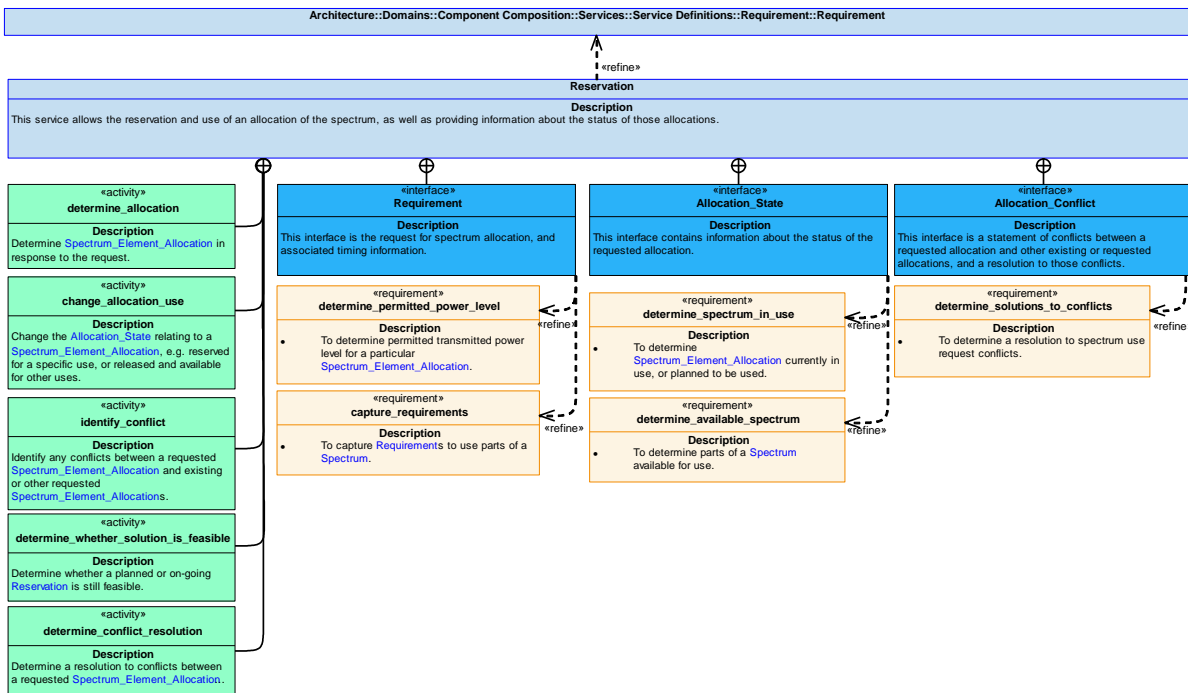 Architecture::Domains::Component Composition::Services::Service Definitions::Requirement::Requirement
«refine»
Reservation
Description
This service allows the reservation and use of an allocation of the spectrum, as well as providing information about the status of those allocations.
«activity»
determine_allocation
Description
Determine Spectrum_Element_Allocation in
response to the request.
«activity»
change_allocation_use
Description
Change the Allocation_State relating to a
Spectrum_Element_Allocation, e.g. reserved
for a specific use, or released and available
for other uses.
«activity»
identify_conflict
Description
Identify any conflicts between a requested
Spectrum_Element_Allocation and existing
or other requested
Spectrum_Element_Allocations.
«activity»
determine_whether_solution_is_feasible
Description
Determine whether a planned or on-going
Reservation is still feasible.
«activity»
determine_conflict_resolution
Description
Determine a resolution to conflicts between
a requested Spectrum_Element_Allocation.
«interface»
Requirement
Description
This interface is the request for spectrum allocation, and
associated timing information.
«requirement»
determine_permitted_power_level
Description
• To determine permitted transmitted power
level for a particular
Spectrum_Element_Allocation.
«refine»
«requirement»
capture_requirements
Description
• To capture Requirements to use parts of a
Spectrum.
«refine»
«interface»
Allocation_State
Description
This interface contains information about the status of the
requested allocation.
«requirement»
determine_spectrum_in_use
Description
• To determine
Spectrum_Element_Allocation currently in
use, or planned to be used.
«refine»
«requirement»
determine_available_spectrum
Description
• To determine parts of a Spectrum
available for use.
«refine»
«interface»
Allocation_Conflict
Description
This interface is a statement of conflicts between a
requested allocation and other existing or requested
allocations, and a resolution to those conflicts.
«requirement»
determine_solutions_to_conflicts
Description
• To determine a resolution to spectrum use
request conflicts.
«refine»